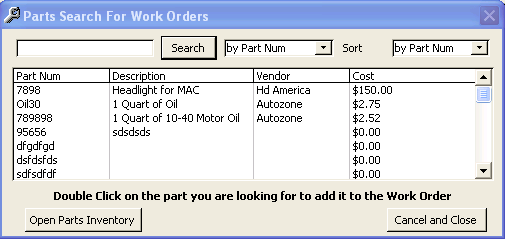 Parts Search For Work Orders
Search by Part Num Sort by Part Num
Part Num Description Vendor Cost
7898 Headlight for MAC Hd America $150.00
Oil30 1 Quart of Oil Autozone $2.75
789898 1 Quart of 10-40 Motor Oil Autozone $2.52
95656 sdsdsds $0.00
dfgdfgd $0.00
dsfdsfds $0.00
sdfsdfdf $0.00
Double Click on the part you are looking for to add it to the Work Order
Open Parts Inventory Cancel and Close